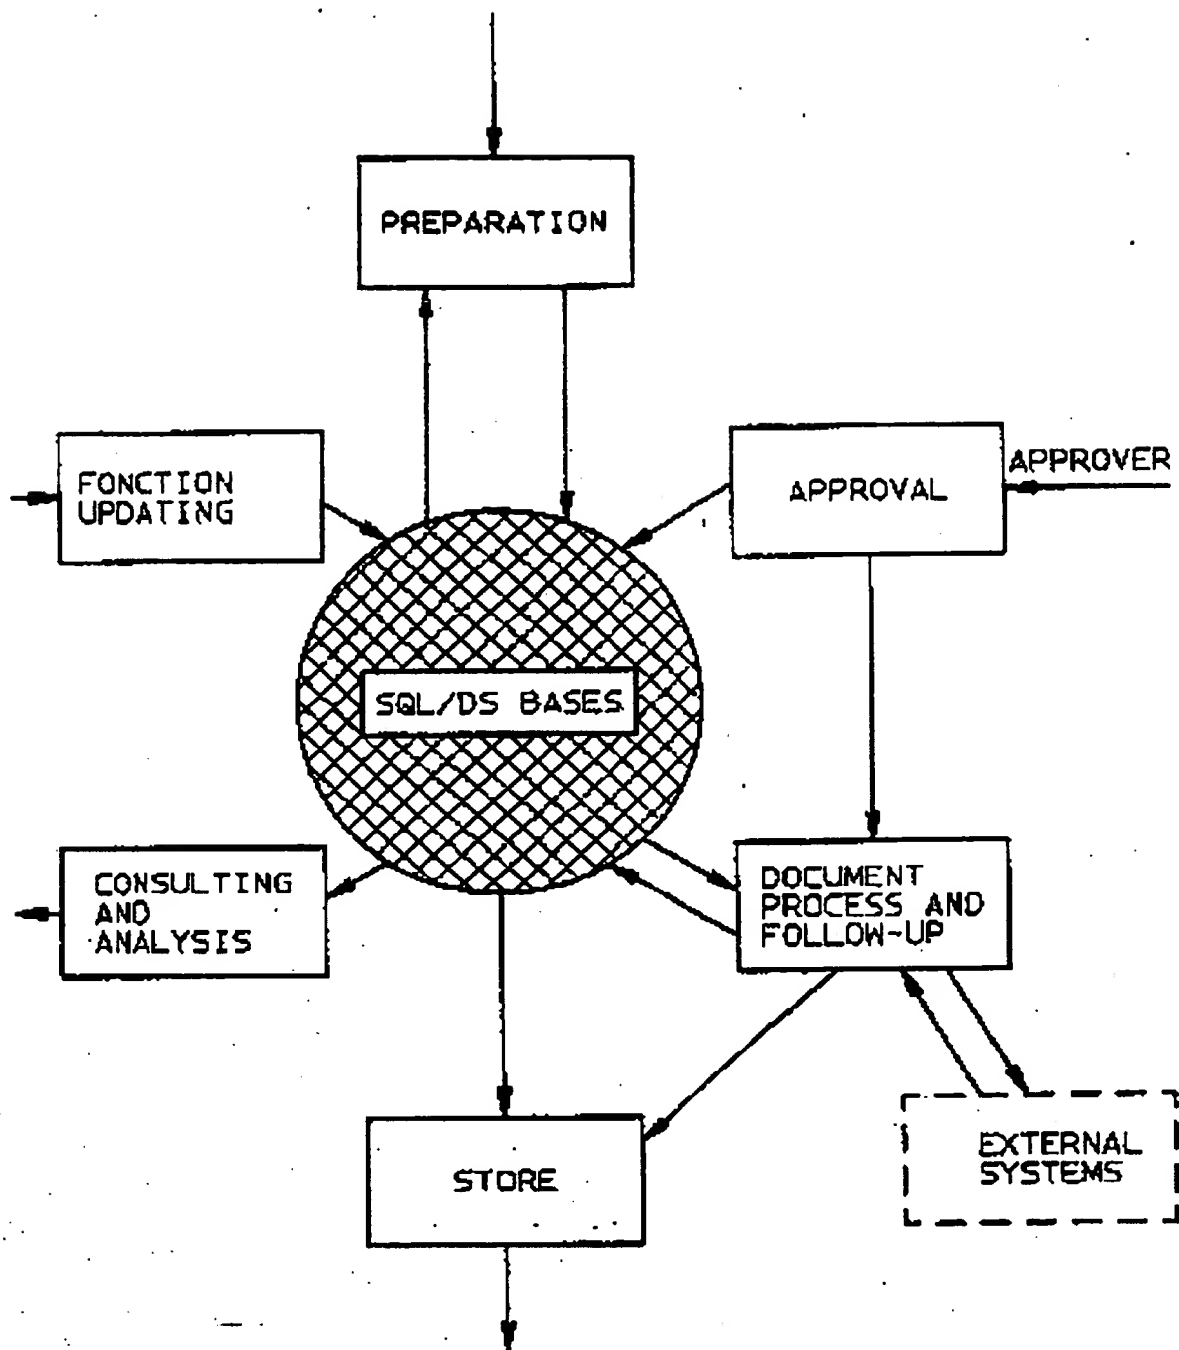 PREPARATION
FONCTION
UPDATING
APPROVAL
APPROVER
SQL/DS BASES
CONSULTING
AND
ANALYSIS
DOCUMENT
PROCESS AND
FOLLOW-UP
STORE
EXTERNAL
SYSTEMS